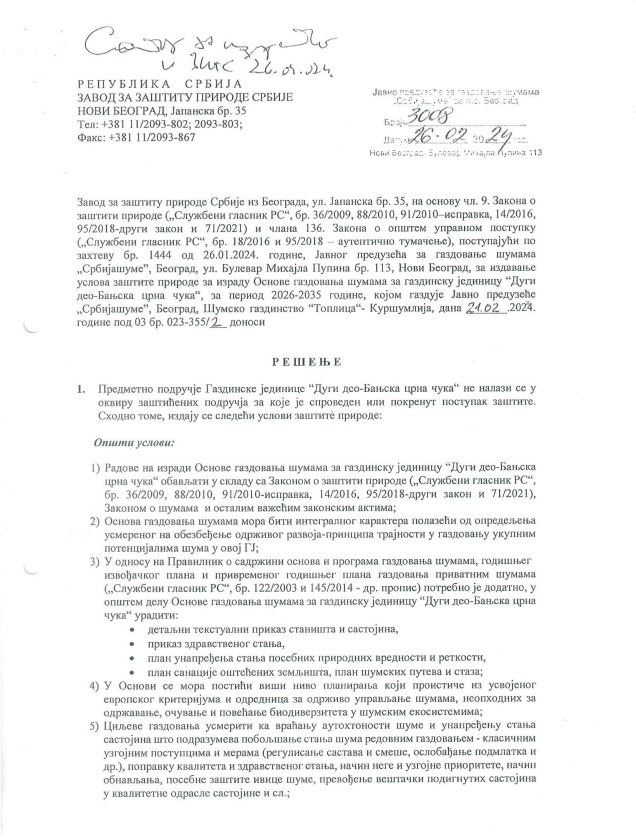 26.02.024.
Р Е П У Б Л И К А   С Р Б И Ј А
ЗАВОД ЗА ЗАШТИТУ ПРИРОДЕ СРБИЈЕ
НОВИ БЕОГРАД, Јапанска бр. 35
Тел: +381 11/2093-802; 2093-803;
Факс: +381 11/2093-867
Јавно предузеће за газдовање шумама
„Србијашуме" са п.о. Београд
Број 3008
Датум 26.02. 2024 год.
Нови Београд, Булевар Михајла Пупина 113
Завод за заштиту природе Србије из Београда, ул. Јапанска бр. 35, на основу чл. 9. Закона о
заштити природе („Службени гласник РС“, бр. 36/2009, 88/2010, 91/2010–исправка, 14/2016,
95/2018-други закон и 71/2021) и члана 136. Закона о општем управном поступку
(„Службени гласник РС“, бр. 18/2016 и 95/2018 – аутентично тумачење), поступајући по
захтеву бр. 1444 од 26.01.2024. године, Јавног предузећа за газдовање шумама
„Србијашуме”, Београд, ул. Булевар Михајла Пупина бр. 113, Нови Београд, за издавање
услова заштите природе за израду Основе газдовања шумама за газдинску јединицу “Дуги
део-Бањска црна чука“, за период 2026-2035 године, којом газдује Јавно предузеће
„Србијашуме”, Београд, Шумско газдинство “Топлица“- Куршумлија, дана 21.02.2024.
године под 03 бр. 023-355/2 доноси
Р Е Ш Е Њ Е
1. Предметно подручје Газдинске јединице “Дуги део-Бањска црна чука“ не налази се у
оквиру заштићених подручја за које је спроведен или покренут поступак заштите.
Сходно томе, издају се следећи услови заштите природе:
Општи услови:
1) Радове на изради Основе газдовања шумама за газдинску јединицу “Дуги део-Бањска
црна чука“ обављати у складу са Законом о заштити природе („Службени гласник РС“,
бр. 36/2009, 88/2010, 91/2010-исправка, 14/2016, 95/2018-други закон и 71/2021),
Законом о шумама и осталим важећим законским актима;
2) Основа газдовања шумама мора бити интегралног карактера полазећи од опредељења
усмереног на обезбеђење одрживог развоја-принципа трајности у газдовању укупним
потенцијалима шума у овој ГЈ;
3) У односу на Правилник о садржини основа и програма газдовања шумама, годишњег
извођачког плана и привременог годишњег плана газдовања приватним шумама
(„Службени гласник РС“, бр. 122/2003 и 145/2014 - др. пропис) потребно је додатно, у
општем делу Основе газдовања шумама за газдинску јединицу “Дуги део-Бањска црна
чука“ урадити:
• детаљни текстуални приказ станишта и састојина,
• приказ здравственог стања,
• план унапређења стања посебних природних вредности и реткости,
• план санације оштећених земљишта, план шумских путева и стаза;
4) У Основи се мора постићи виши ниво планирања који проистиче из усвојеног
европског критеријума и одредница за одрживо управљање шумама, неопходних за
одржавање, очување и повећање биодиверзитета у шумским екосистемима;
5) Циљеве газдовања усмерити ка враћању аутохтоности шуме и унапређењу стања
састојина што подразумева побољшање стања шума редовним газдовањем - класичним
узгојним поступцима и мерама (регулисање састава и смеше, ослобађање подмлатка и
др.), поправку квалитета и здравственог стања, начин неге и узгојне приоритете, начин
обнављања, посебне заштите ивице шуме, превођење вештачки подигнутих састојина
у квалитетне одрасле састојине и сл.;